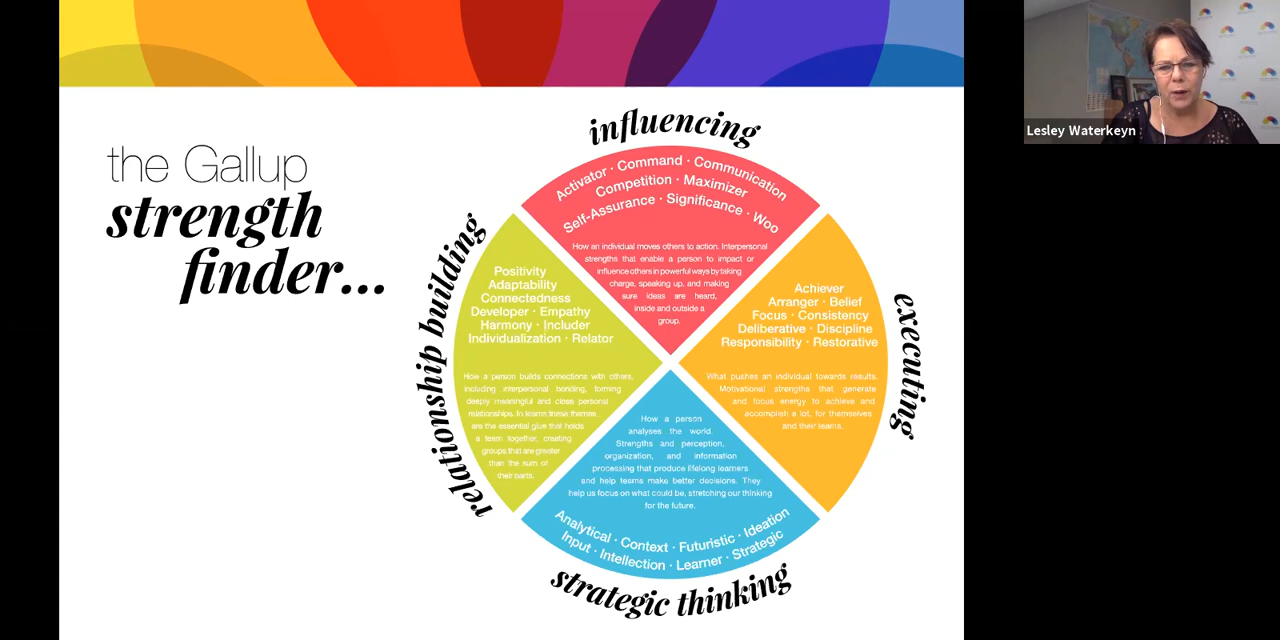 the Gallup
strength
finder...
influencing
Activator · Command · Communication
Competition · Maximizer
Self-Assurance · Significance · Woo
How an individual moves others to action. Interpersonal
strengths that enable a person to impact or
influence others in powerful ways by taking
charge, speaking up, and making
sure ideas are heard,
inside and outside a
group.
relationship building
Positivity
Adaptability
Connectedness
Developer · Empathy
Harmony · Includer
Individualization · Relator
How a person builds connections with others,
including interpersonal bonding, forming
deeply meaningful and close personal
relationships. In teams these themes
are the essential glue that holds
a team together, creating
groups that are greater
than the sum of
their parts.
executing
Achiever
Arranger · Belief
Focus · Consistency
Deliberative · Discipline
Responsibility · Restorative
What pushes an individual towards results.
Motivational strengths that generate
and focus energy to achieve and
accomplish a lot, for themselves
and their teams.
How a person
analyses the world.
Strengths and perception,
organization, and information
processing that produce lifelong learners
and help teams make better decisions. They
help us focus on what could be, stretching our thinking
for the future.
Analytical · Context · Futuristic · Ideation
Input · Intellection · Learner · Strategic
strategic thinking
Lesley Waterkeyn